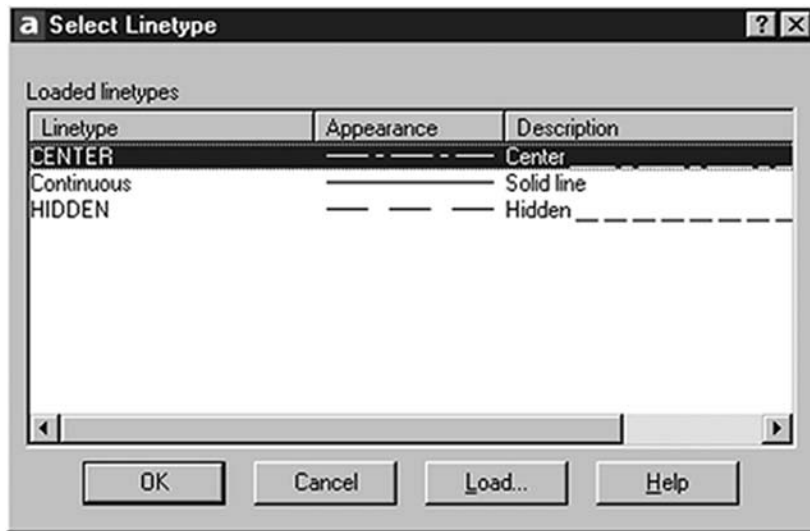 a Select Linetype
Loaded linetypes
Linetype Appearance Description
CENTER Center
Continuous Solid line
HIDDEN Hidden
OK Cancel Load... Help